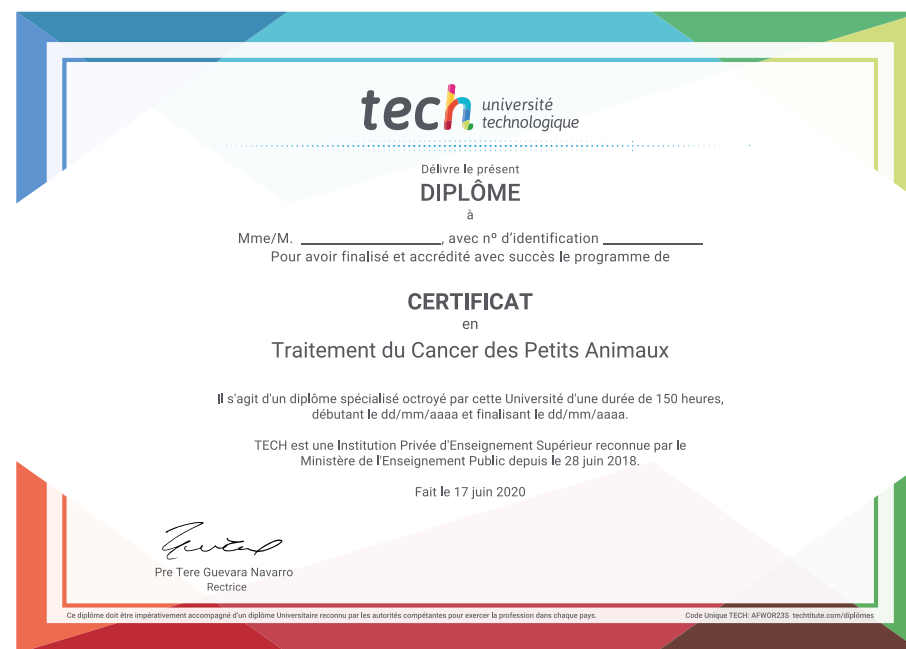 tech université
technologique
Délivre le présent
DIPLÔME
à
Mme/M. ____________________, avec nº d'identification ______________
Pour avoir finalisé et accrédité avec succès le programme de
CERTIFICAT
en
Traitement du Cancer des Petits Animaux
Il s'agit d'un diplôme spécialisé octroyé par cette Université d'une durée de 150 heures,
débutant le dd/mm/aaaa et finalisant le dd/mm/aaaa.
TECH est une Institution Privée d'Enseignement Supérieur reconnue par le
Ministère de l'Enseignement Public depuis le 28 juin 2018.
Fait le 17 juin 2020
Pre Tere Guevara Navarro
Rectrice
Ce diplôme doit être impérativement accompagné d'un diplôme Universitaire reconnu par les autorités compétantes pour exercer la profession dans chaque pays.
Code Unique TECH: AFWOR23S techtitute.com/diplômes